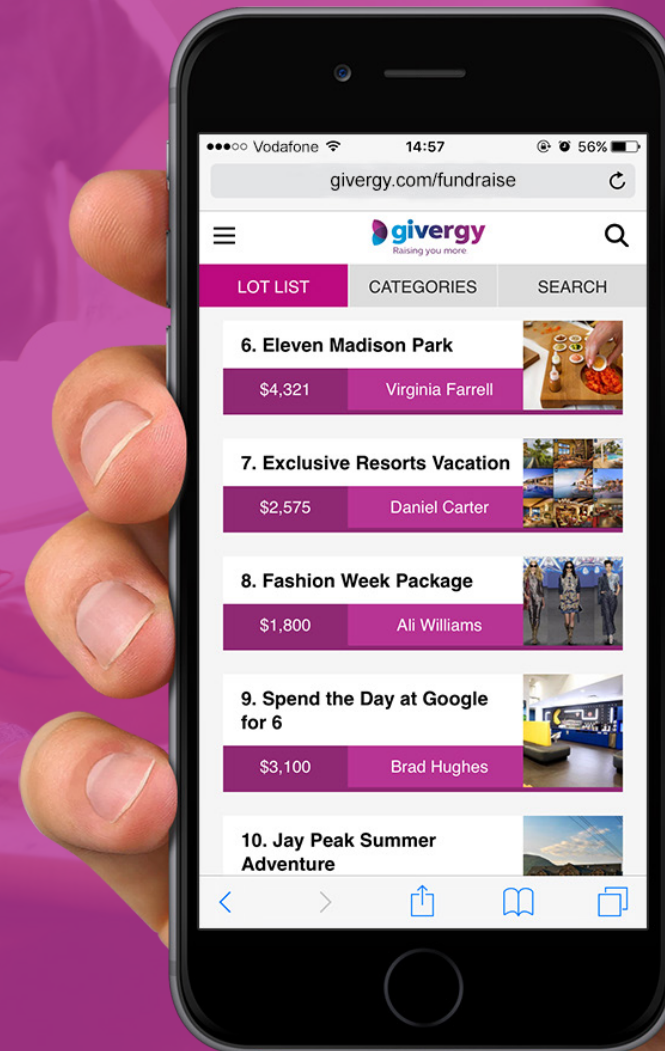 Vodafone 14:57 56%
givergy.com/fundraise
givergy
Raising you more
LOT LIST CATEGORIES SEARCH
6. Eleven Madison Park
$4,321 Virginia Farrell
7. Exclusive Resorts Vacation
$2,575 Daniel Carter
8. Fashion Week Package
$1,800 Ali Williams
9. Spend the Day at Google
for 6
$3,100 Brad Hughes
10. Jay Peak Summer
Adventure